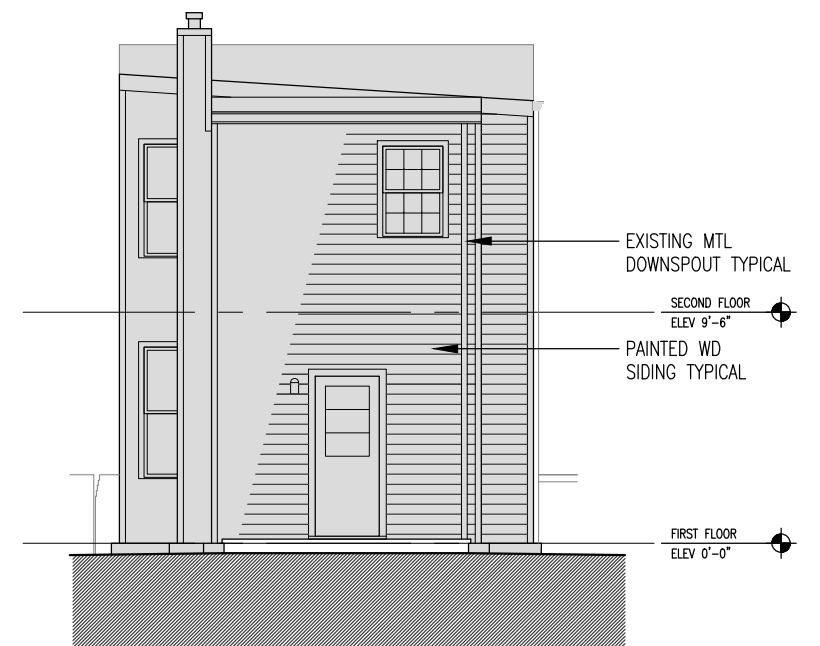 EXISTING MTL
DOWNSPOUT TYPICAL
SECOND FLOOR
ELEV 9'-6"
PAINTED WD
SIDING TYPICAL
FIRST FLOOR
ELEV 0'-0"